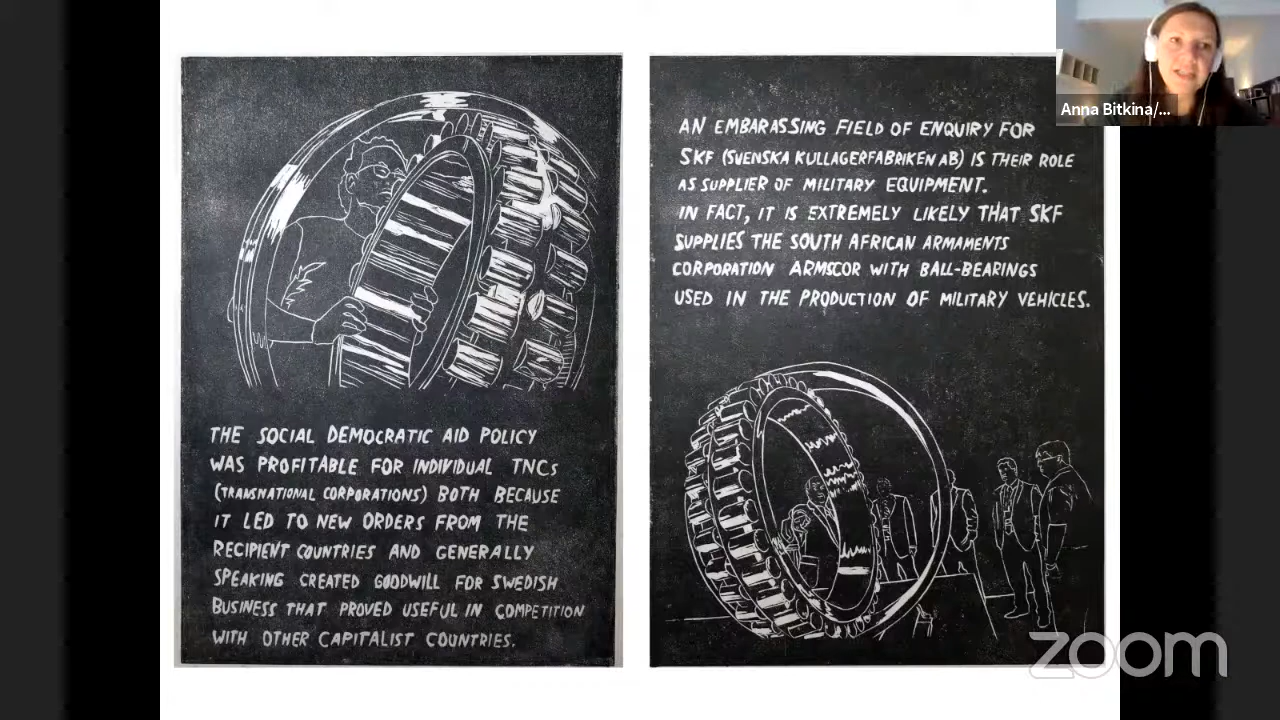 Anna Bitkina/...
THE SOCIAL DEMOCRATIC AID POLICY
WAS PROFITABLE FOR INDIVIDUAL TNCs
(TRANSNATIONAL CORPORATIONS) BOTH BECAUSE
IT LED TO NEW ORDERS FROM THE
RECIPIENT COUNTRIES AND GENERALLY
SPEAKING CREATED GOODWILL FOR SWEDISH
BUSINESS THAT PROVED USEFUL IN COMPETITION
WITH OTHER CAPITALIST COUNTRIES.
AN EMBARASSING FIELD OF ENQUIRY FOR
SKF (SVENSKA KULLAGERFABRIKEN AB) IS THEIR ROLE
AS SUPPLIER OF MILITARY EQUIPMENT.
IN FACT, IT IS EXTREMELY LIKELY THAT SKF
SUPPLIES THE SOUTH AFRICAN ARMAMENTS
CORPORATION ARMSCOR WITH BALL-BEARINGS
USED IN THE PRODUCTION OF MILITARY VEHICLES.
zoom